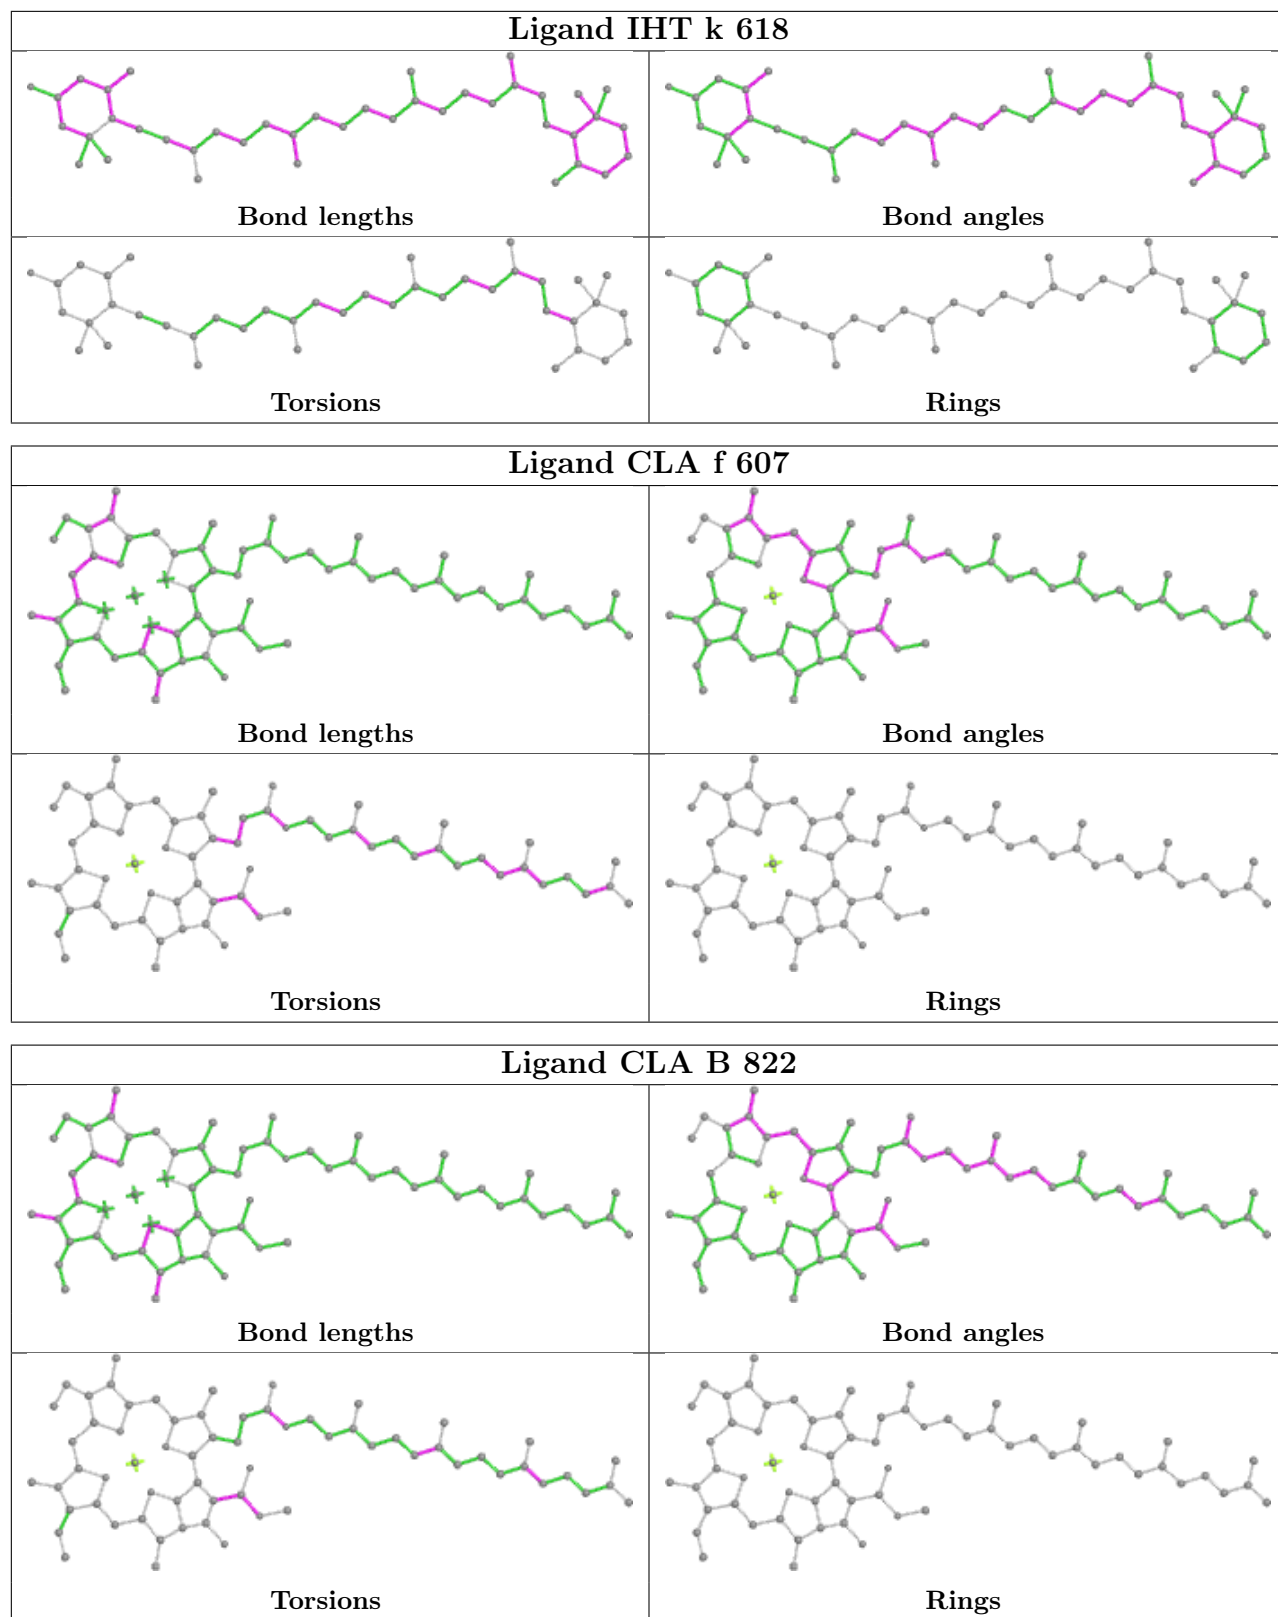 Ligand IHT k 618
Bond lengths
Bond angles
Torsions
Rings
Ligand CLA f 607
Bond lengths
Bond angles
Torsions
Rings
Ligand CLA B 822
Bond lengths
Bond angles
Torsions
Rings